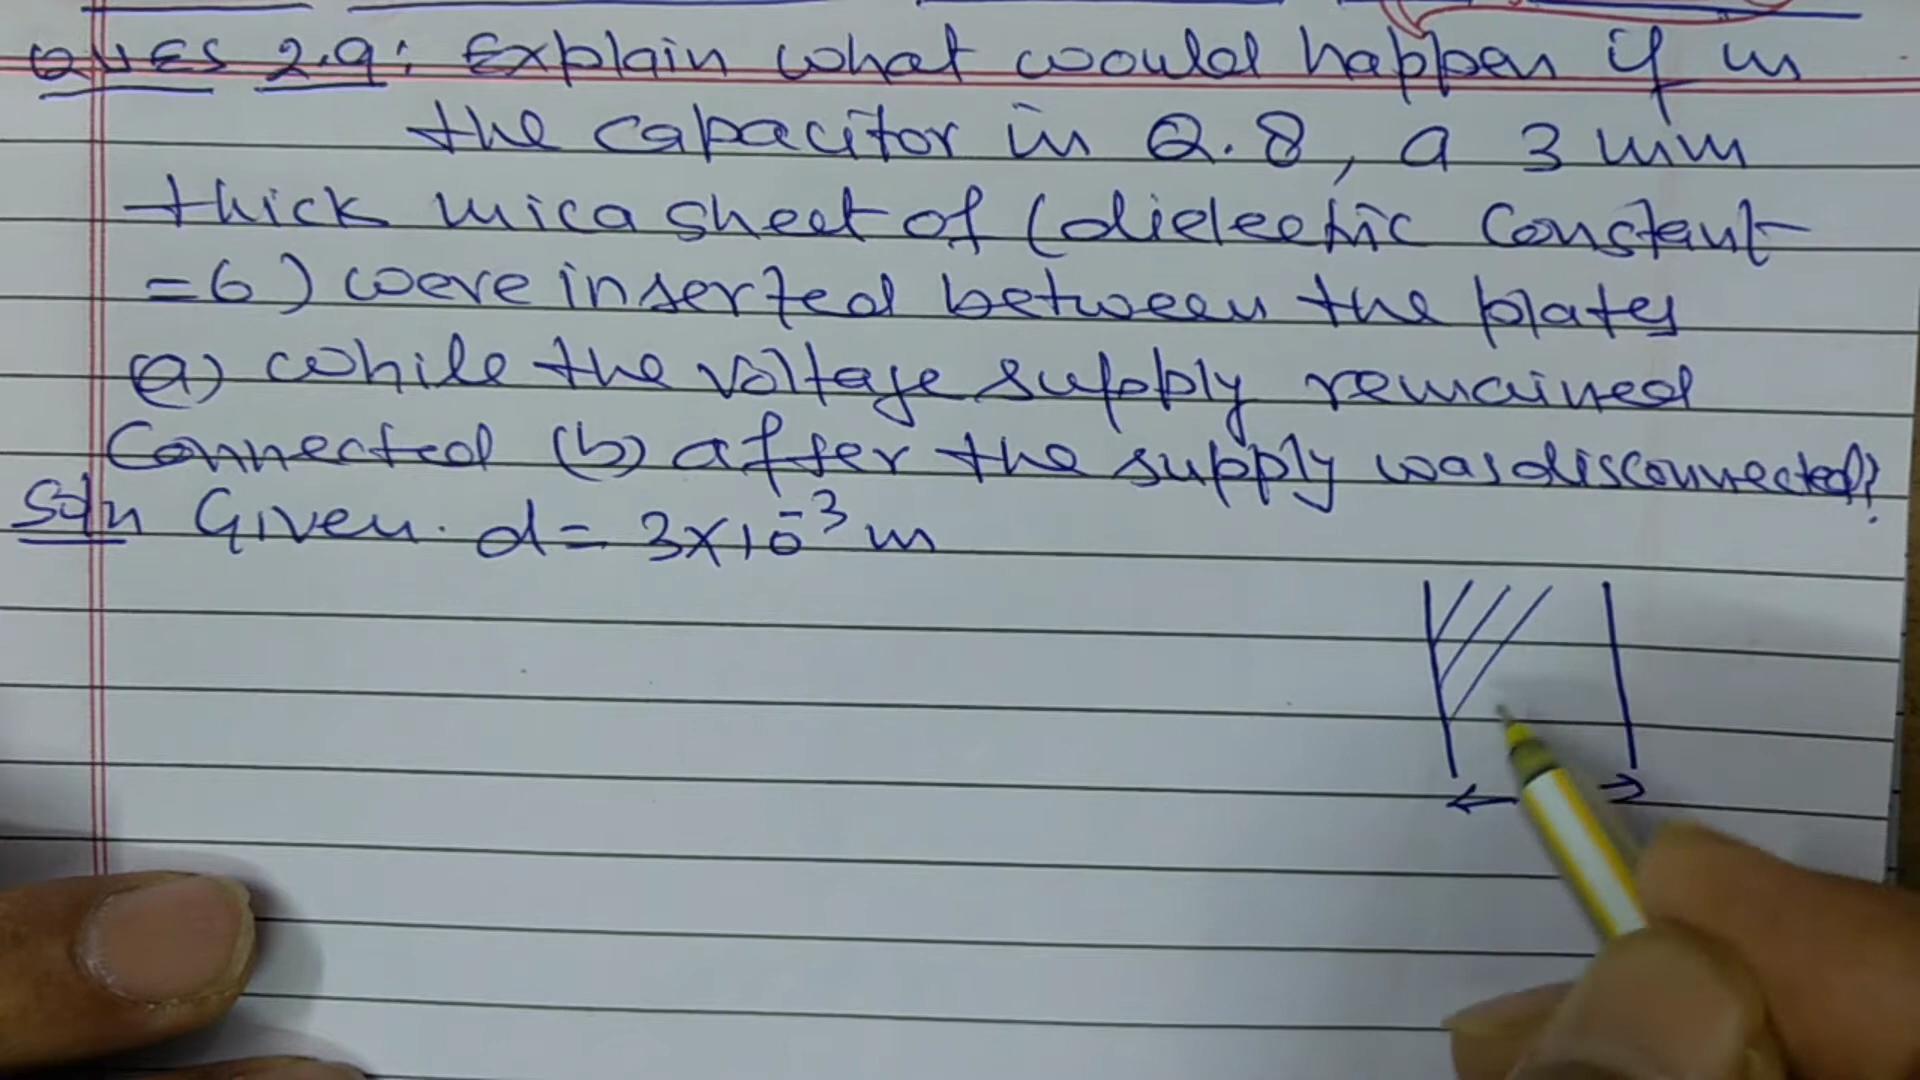 QUES 2.9: Explain what would happen if in
the capacitor in Q.8, a 3 mm
thick mica sheet of (dielectric constant
=6) were inserted between the plates
(a) while the voltage supply remained
connected (b) after the supply was disconnected?
Soln Given. d = 3×10⁻³ m